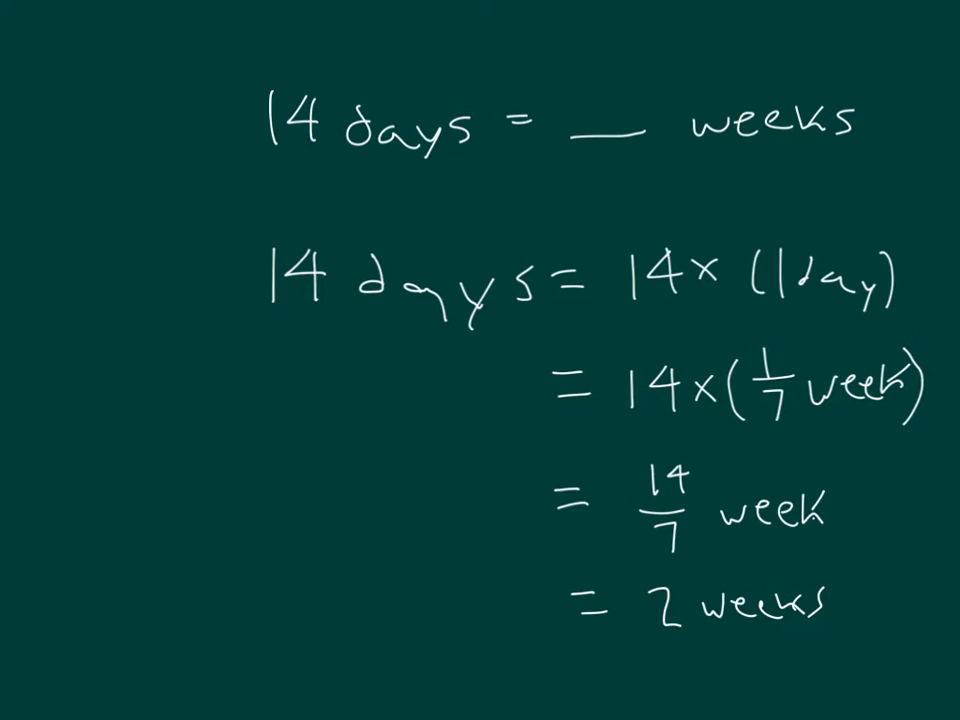 14 days = __ weeks
14 days = 14 × (1 day)
= 14 × (1/7 week)
= 14/7 week
= 2 weeks